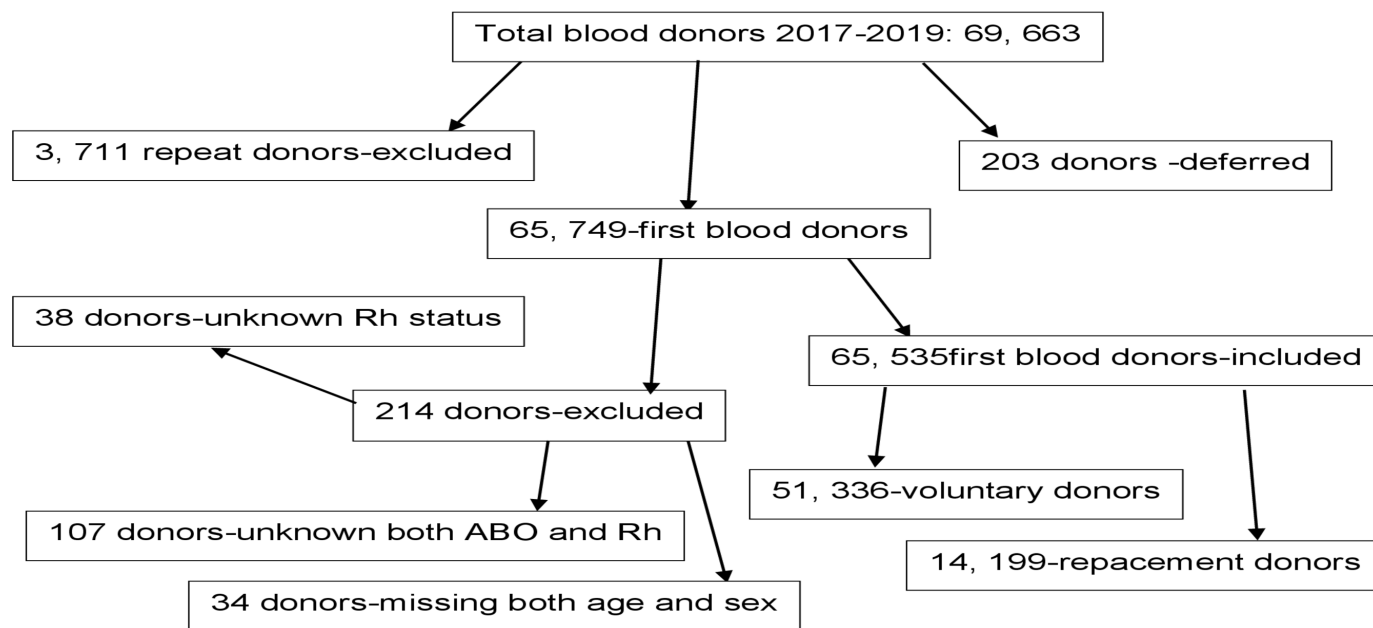 Total blood donors 2017-2019: 69, 663
3, 711 repeat donors-excluded
203 donors -deferred
65, 749-first blood donors
38 donors-unknown Rh status
65, 535first blood donors-included
214 donors-excluded
51, 336-voluntary donors
107 donors-unknown both ABO and Rh
14, 199-repacement donors
34 donors-missing both age and sex